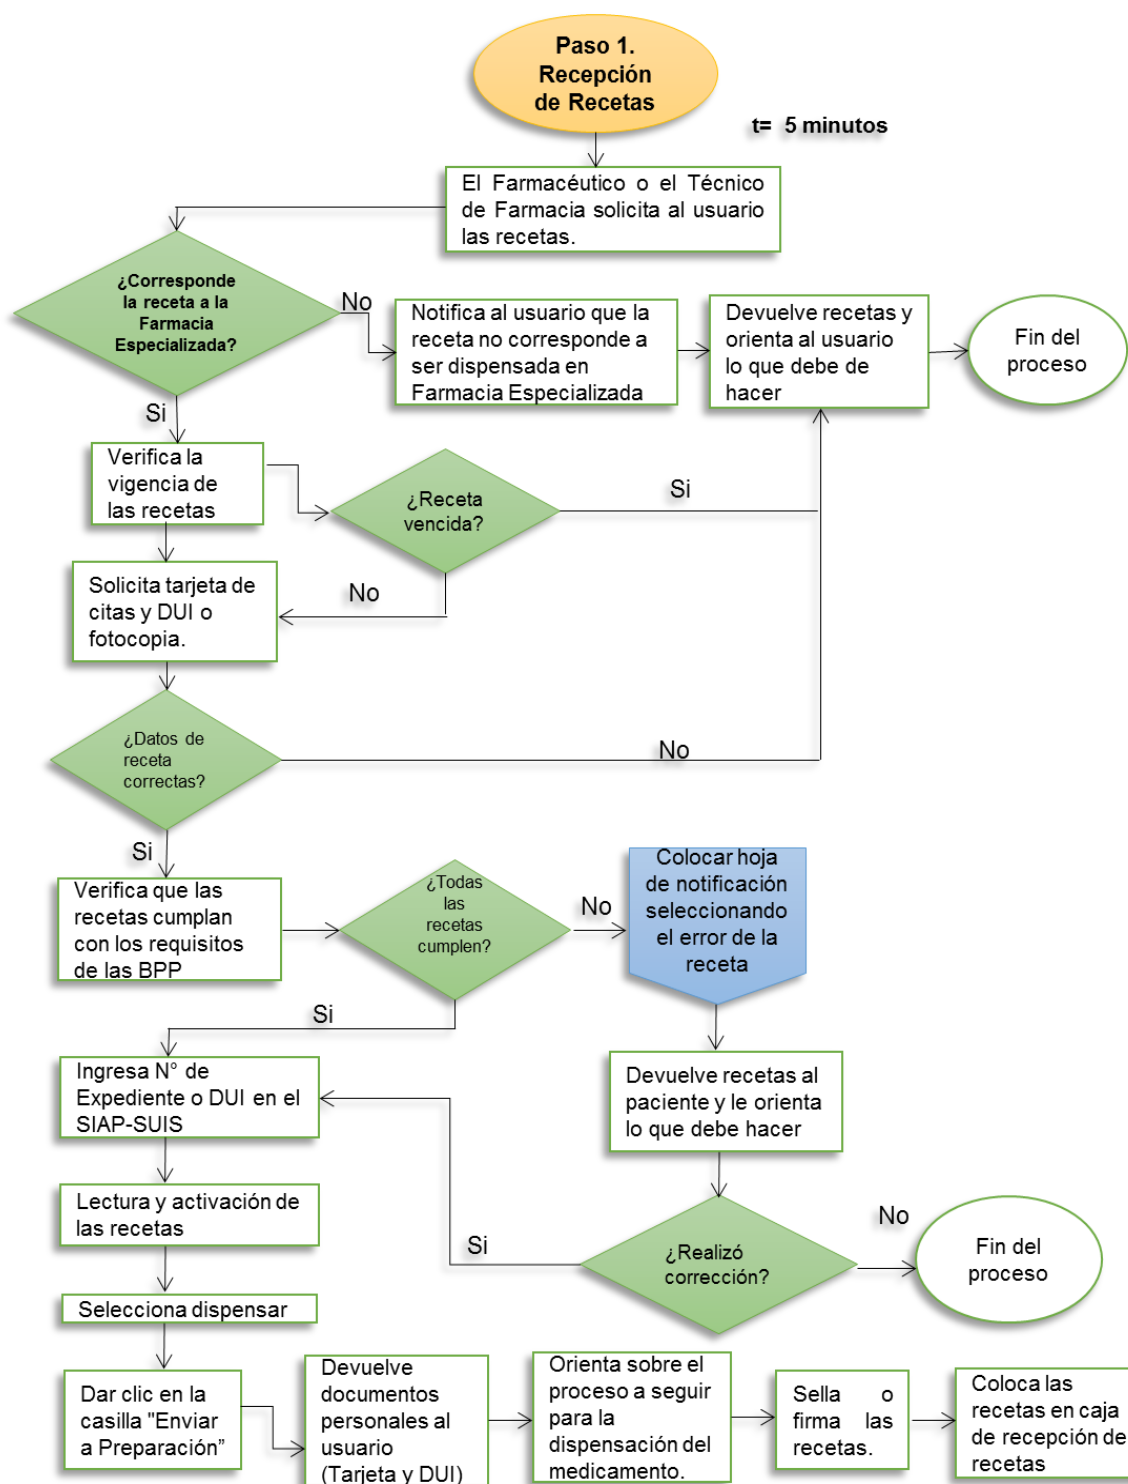 Paso 1.
Recepción
de Recetas
t= 5 minutos
El Farmacéutico o el Técnico
de Farmacia solicita al usuario
las recetas.
¿Corresponde
la receta a la
Farmacia
Especializada?
No
Notifica al usuario que la
receta no corresponde a
ser dispensada en
Farmacia Especializada
Devuelve recetas y
orienta al usuario
lo que debe de
hacer
Fin del
proceso
Si
Verifica la
vigencia de
las recetas
¿Receta
vencida?
Si
No
Solicita tarjeta de
citas y DUI o
fotocopia.
¿Datos de
receta
correctas?
No
Si
Verifica que las
recetas cumplan
con los requisitos
de las BPP
¿Todas
las
recetas
cumplen?
No
Colocar hoja
de notificación
seleccionando
el error de la
receta
Si
Ingresa N° de
Expediente o DUI en el
SIAP-SUIS
Devuelve recetas al
paciente y le orienta
lo que debe hacer
Lectura y activación de
las recetas
Si
¿Realizó
corrección?
No
Fin del
proceso
Selecciona dispensar
Dar clic en la
casilla "Enviar
a Preparación”
Devuelve
documentos
personales al
usuario
(Tarjeta y DUI)
Orienta sobre el
proceso a seguir
para la
dispensación del
medicamento.
Sella o
firma las
recetas.
Coloca las
recetas en caja
de recepción de
recetas